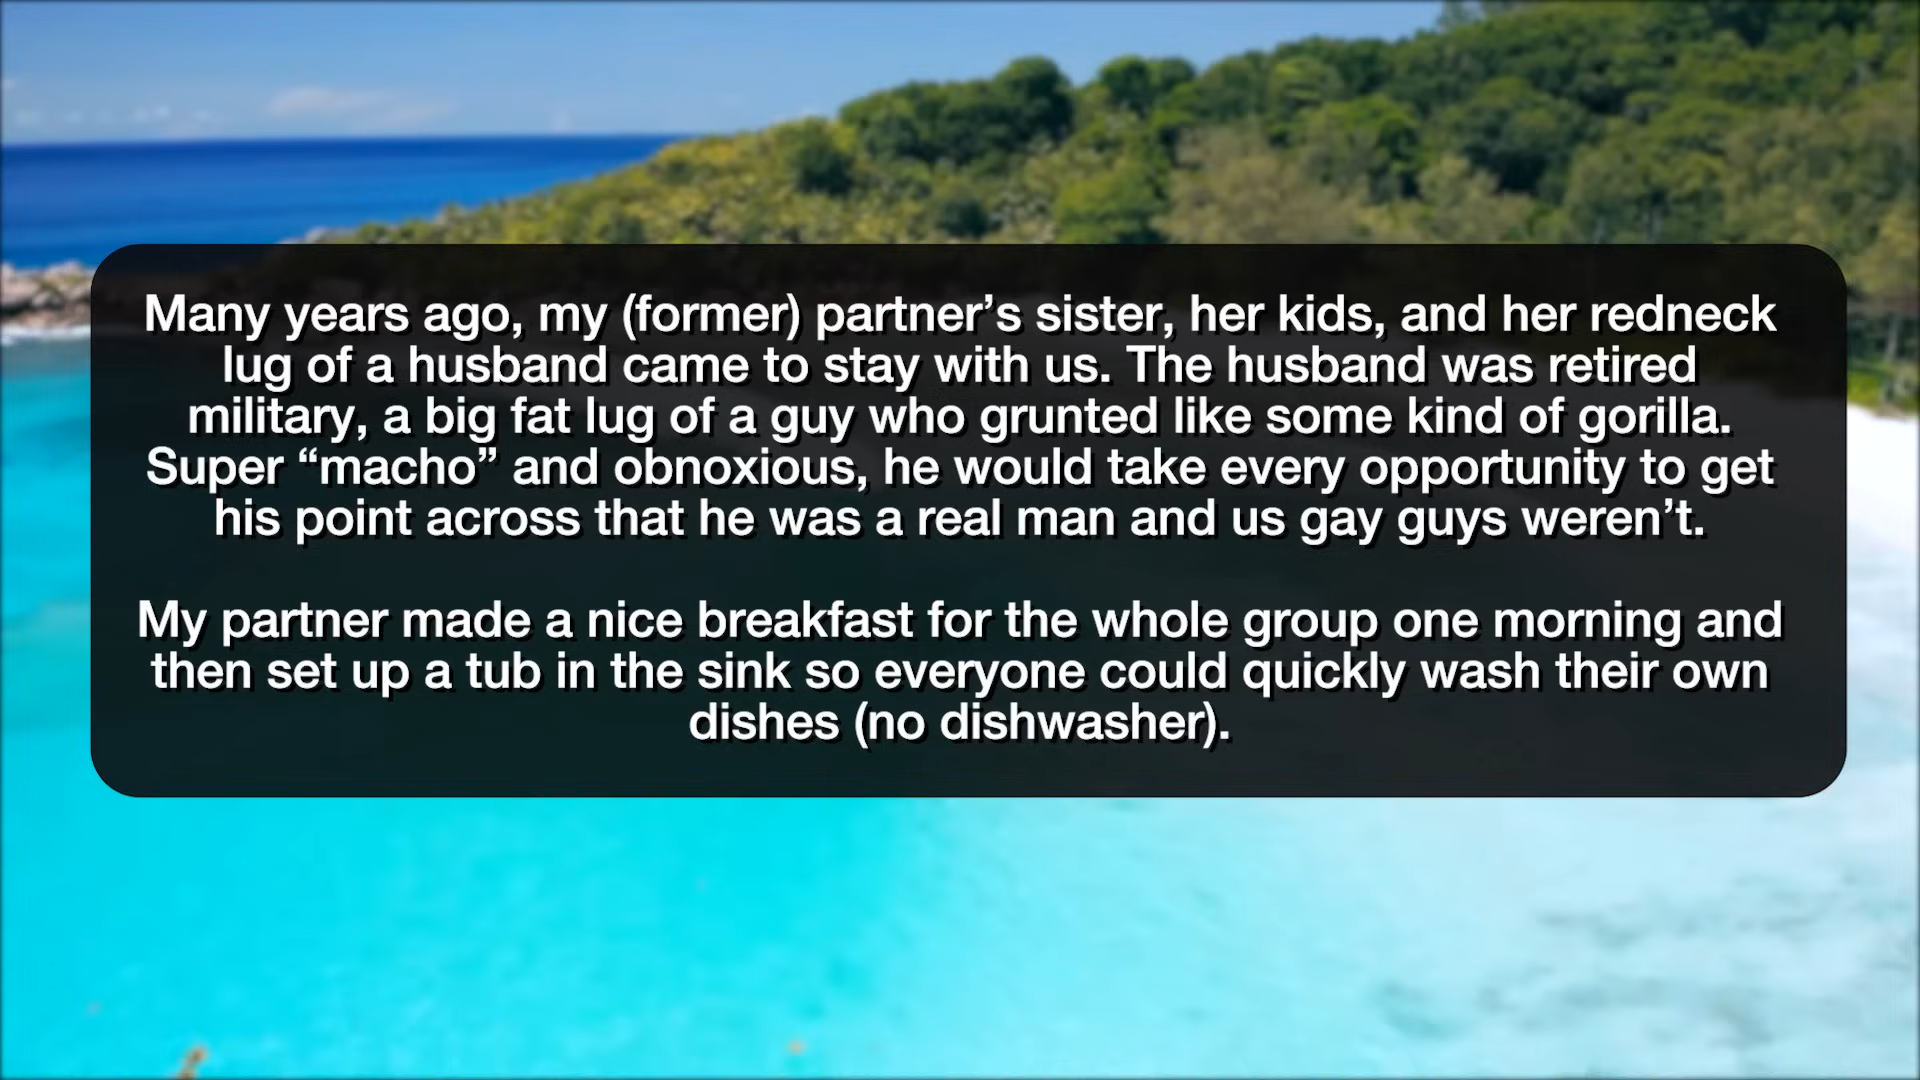 Many years ago, my (former) partner’s sister, her kids, and her redneck
lug of a husband came to stay with us. The husband was retired
military, a big fat lug of a guy who grunted like some kind of gorilla.
Super “macho” and obnoxious, he would take every opportunity to get
his point across that he was a real man and us gay guys weren’t.
My partner made a nice breakfast for the whole group one morning and
then set up a tub in the sink so everyone could quickly wash their own
dishes (no dishwasher).